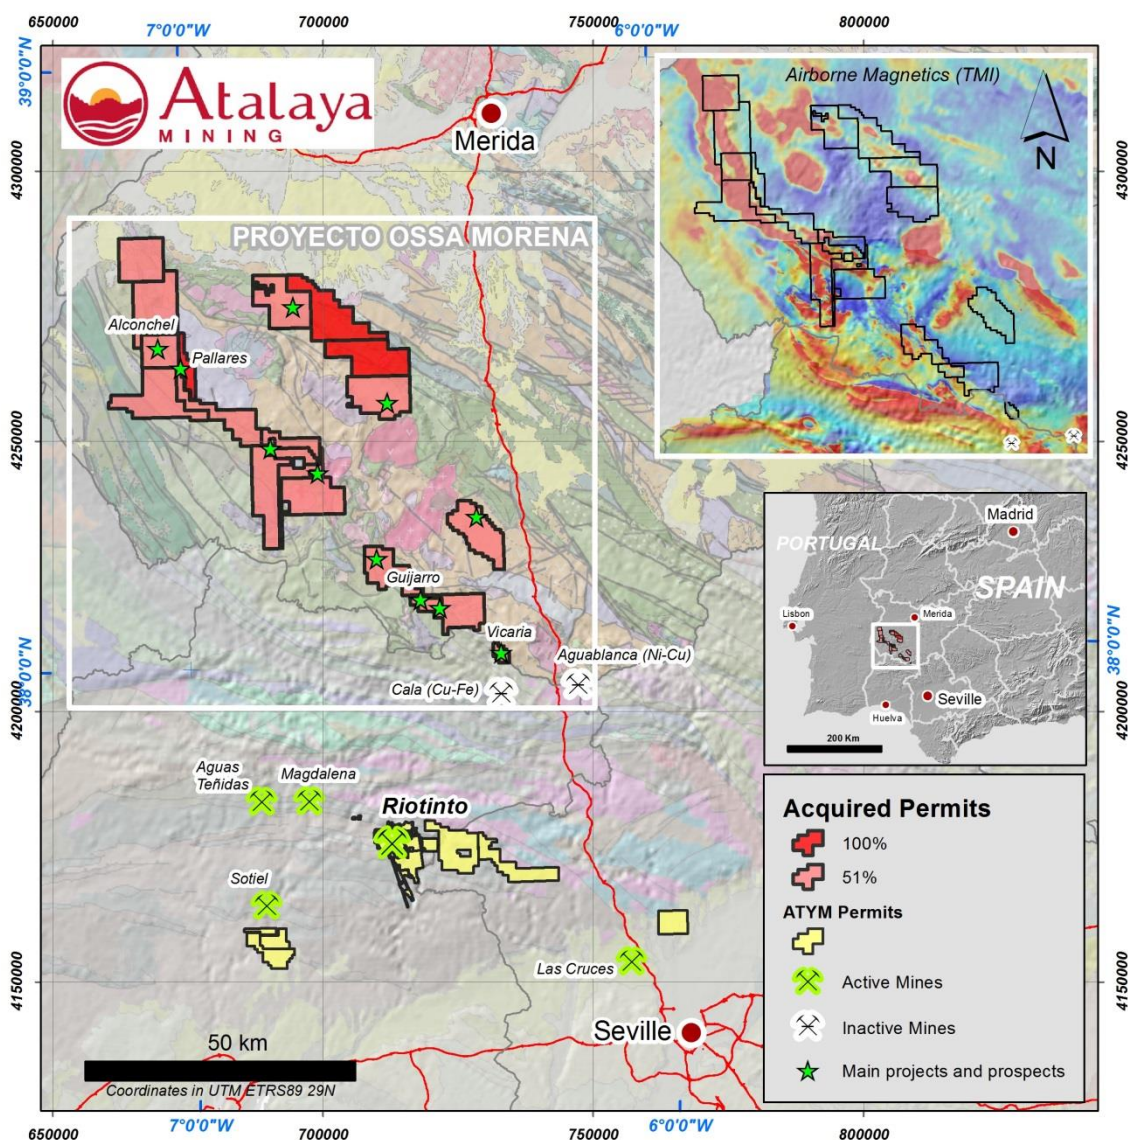 650000
700000
750000
800000
7°0'0"W
6°0'0"W
39°0'0"N
4300000
4250000
4200000
4150000
38°0'0"N
Atalaya
MINING
Merida
Airborne Magnetics (TMI)
N
4300000
4250000
38°0'0"N
4200000
4150000
PROYECTO OSSA MORENA
Alconchel
Pallares
Guijarro
Vicaria
Aguablanca (Ni-Cu)
Cala (Cu-Fe)
Madrid
PORTUGAL
SPAIN
Lisbon
Merida
Seville
Huelva
200 Km
Aguas
Teñidas
Magdalena
Riotinto
Sotiel
Las Cruces
Seville
Acquired Permits
100%
51%
ATYM Permits
Active Mines
Inactive Mines
Main projects and prospects
50 km
Coordinates in UTM ETRS89 29N
7°0'0"W
6°0'0"W
650000
700000
750000
800000